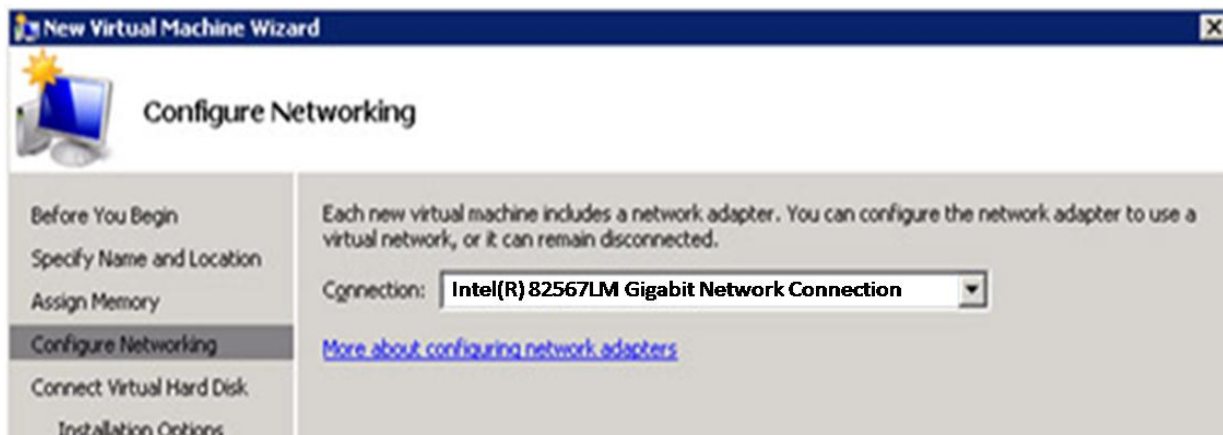 New Virtual Machine Wizard
Configure Networking
Before You Begin
Specify Name and Location
Assign Memory
Configure Networking
Connect Virtual Hard Disk
Installation Options
Each new virtual machine includes a network adapter. You can configure the network adapter to use a
virtual network, or it can remain disconnected.
Connection: Intel(R) 82567LM Gigabit Network Connection
More about configuring network adapters